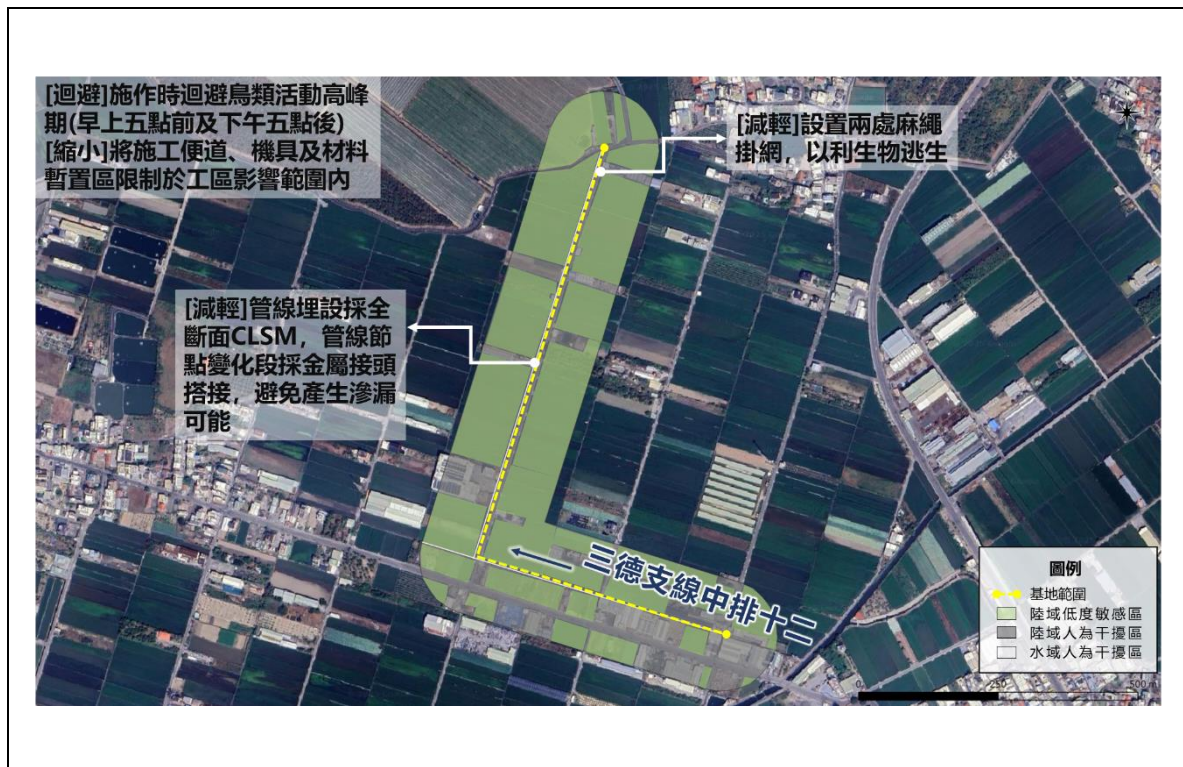 [迴避]施作時迴避鳥類活動高峰
期(早上五點前及下午五點後)
[縮小]將施工便道、機具及材料
暫置區限制於工區影響範圍內
[減輕]設置兩處麻繩
掛網，以利生物逃生
[減輕]管線埋設採全
斷面CLSM，管線節
點變化段採金屬接頭
搭接，避免產生滲漏
可能
三德支線中排十二
圖例
基地範圍
陸域低度敏感區
陸域人為干擾區
水域人為干擾區
0 250 500 m